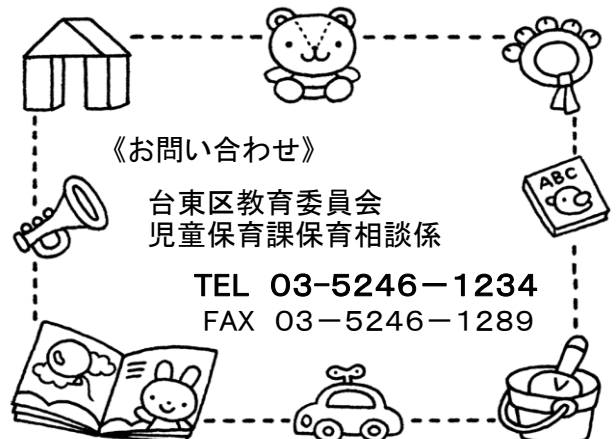 《お問い合わせ》
台東区教育委員会
児童保育課保育相談係
TEL 03-5246-1234
FAX 03-5246-1289
ABC